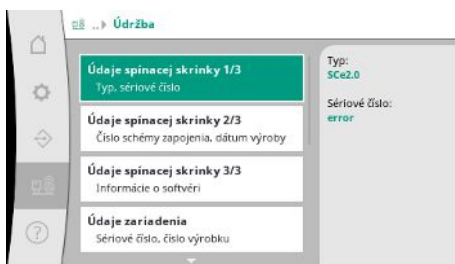 ..▸ Údržba
Údaje spínacej skrinky 1/3
Typ, sériové číslo
Údaje spínacej skrinky 2/3
Číslo schémy zapojenia, dátum výroby
Údaje spínacej skrinky 3/3
Informácie o softvéri
Údaje zariadenia
Sériové číslo, číslo výrobku
Typ:
SCe2.0
Sériové číslo:
error
?